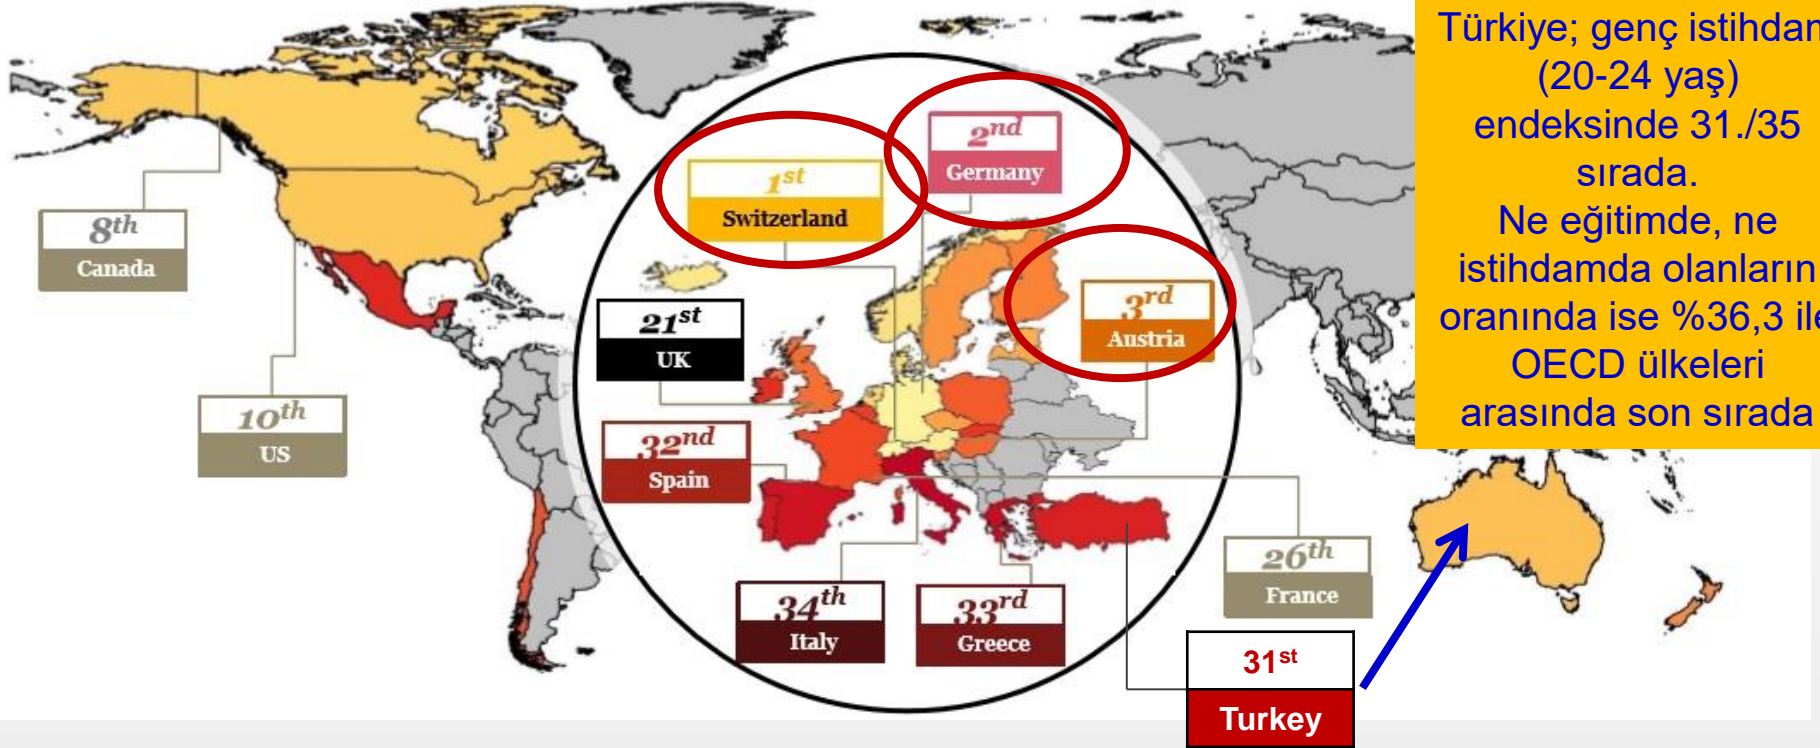 Türkiye; genç istihdam
(20-24 yaş)
endeksinde 31./35
sırada.
Ne eğitimde, ne
istihdamda olanların
oranında ise %36,3 ile
OECD ülkeleri
arasında son sırada
2nd
Germany
1st
Switzerland
8th
Canada
3rd
Austria
21st
UK
10th
US
32nd
Spain
26th
France
34th
Italy
33rd
Greece
31st
Turkey